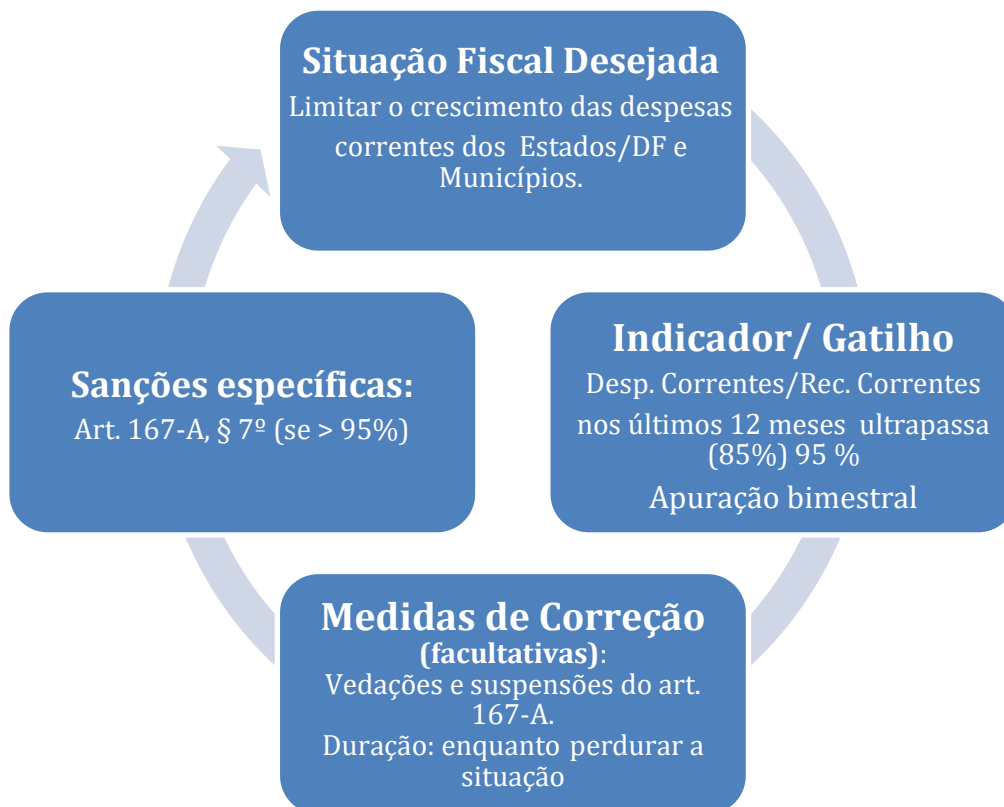 Situação Fiscal Desejada
Limitar o crescimento das despesas
correntes dos Estados/DF e
Municípios.
Indicador/ Gatilho
Desp. Correntes/Rec. Correntes
nos últimos 12 meses ultrapassa
(85%) 95 %
Apuração bimestral
Medidas de Correção
(facultativas):
Vedações e suspensões do art.
167-A.
Duração: enquanto perdurar a
situação
Sanções específicas:
Art. 167-A, § 7º (se > 95%)